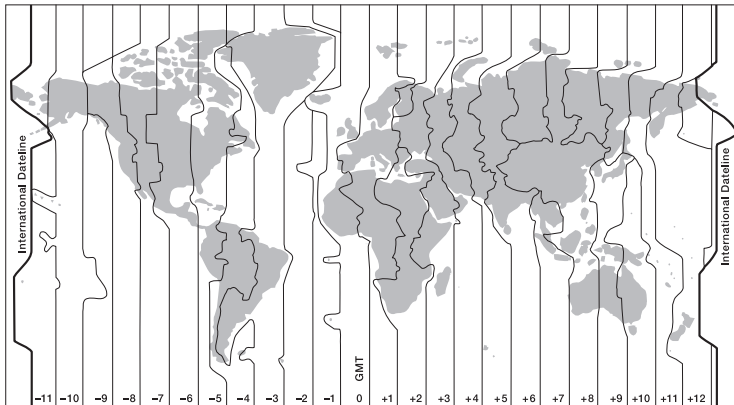 International Dateline
International Dateline
GMT
−11 −10 −9 −8 −7 −6 −5 −4 −3 −2 −1 0 +1 +2 +3 +4 +5 +6 +7 +8 +9 +10 +11 +12